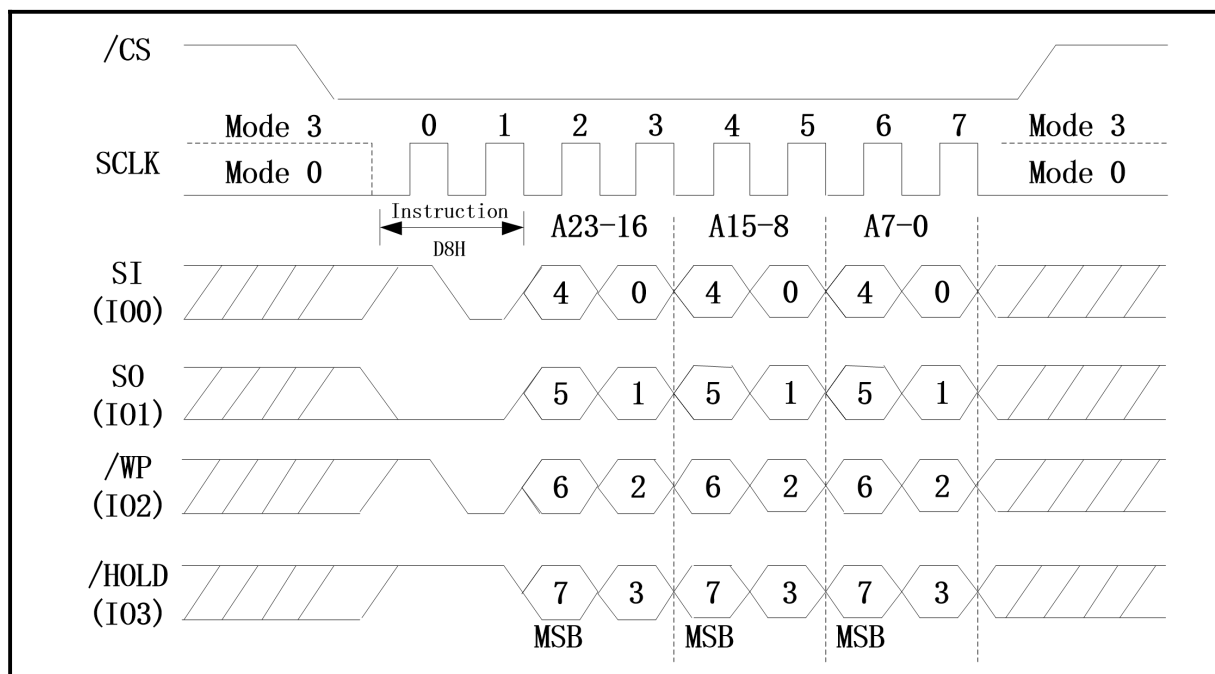 /CS
Mode 3 0 1 2 3 4 5 6 7 Mode 3
SCLK
Mode 0 Mode 0
Instruction A23-16 A15-8 A7-0
D8H
SI
(IO0)
4 0 4 0 4 0
SO
(IO1)
5 1 5 1 5 1
/WP
(IO2)
6 2 6 2 6 2
/HOLD
(IO3)
7 3 7 3 7 3
MSB MSB MSB